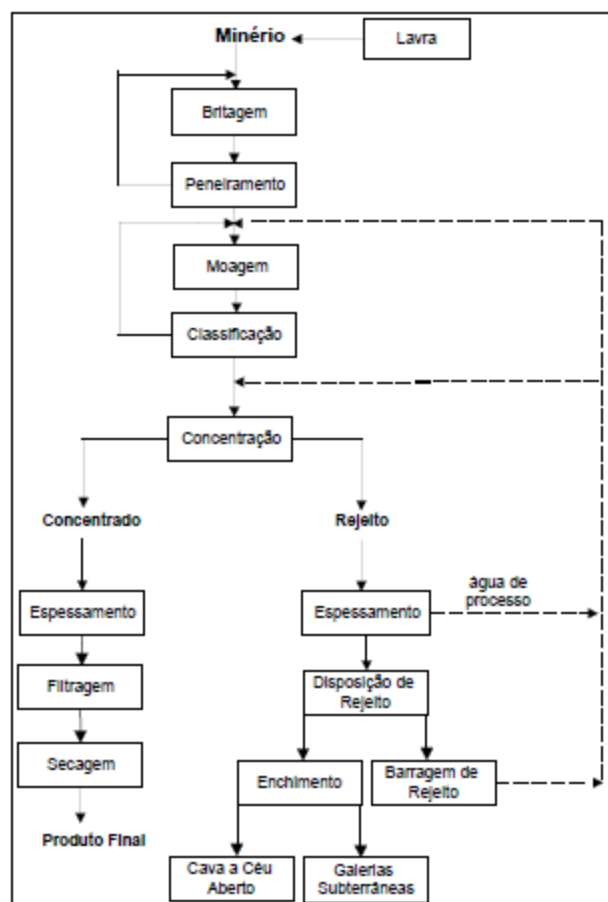 Minério
Lavra
Britagem
Peneiramento
Moagem
Classificação
Concentração
Concentrado
Rejeito
água de
processo
Espessamento
Espessamento
Filtragem
Disposição de
Rejeito
Secagem
Enchimento
Barragem de
Rejeito
Produto Final
Cava a Céu
Aberto
Galerias
Subterrâneas